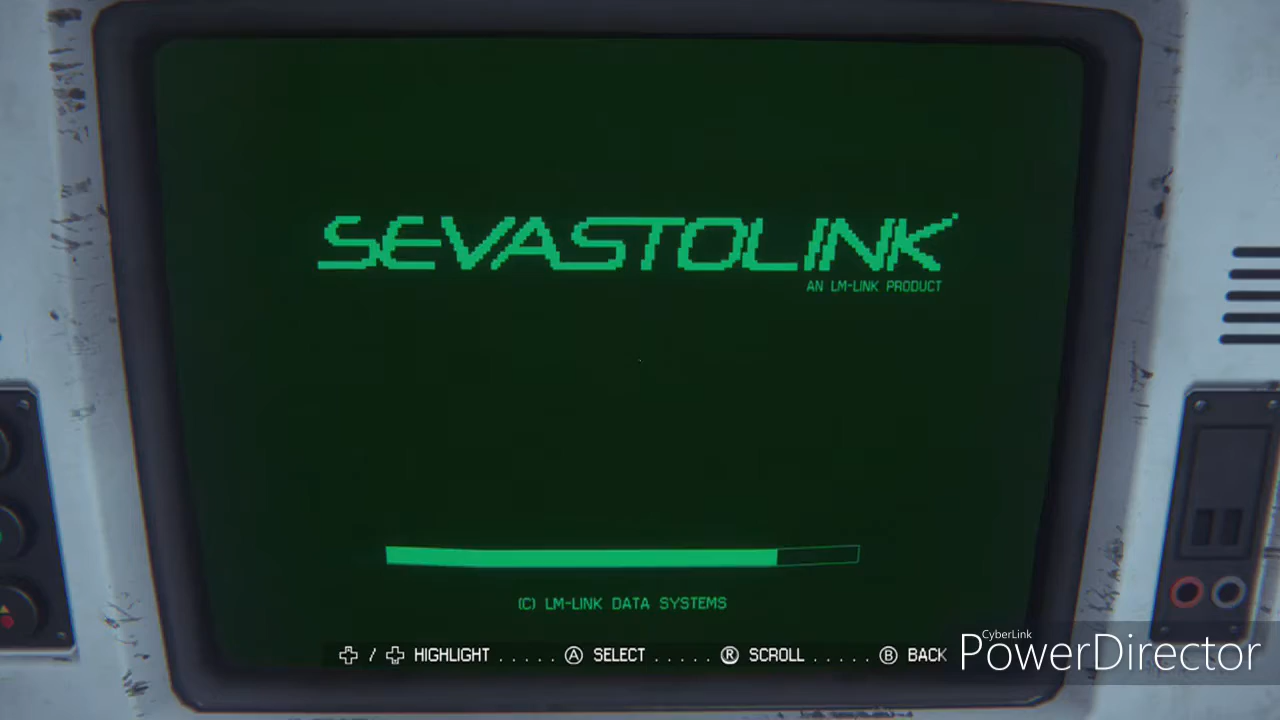 SEVASTOLINK
AN LM-LINK PRODUCT
(C) LM-LINK DATA SYSTEMS
/ HIGHLIGHT ..... Ⓐ SELECT ..... Ⓡ SCROLL ..... Ⓑ BACK
CyberLink
PowerDirector